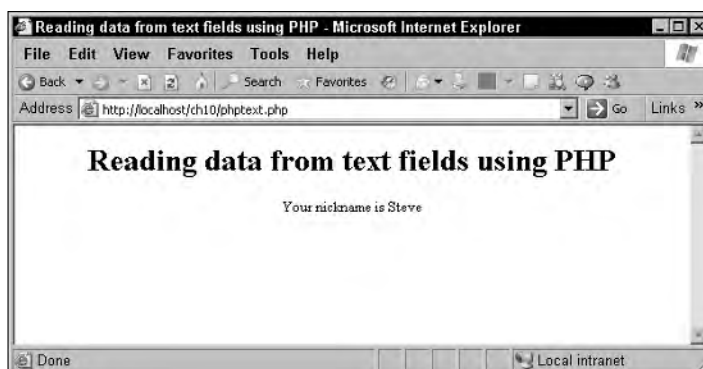 Reading data from text fields using PHP - Microsoft Internet Explorer
File Edit View Favorites Tools Help
Back Search Favorites
Address http://localhost/ch10/phptext.php Go Links »
Reading data from text fields using PHP
Your nickname is Steve
Done Local intranet